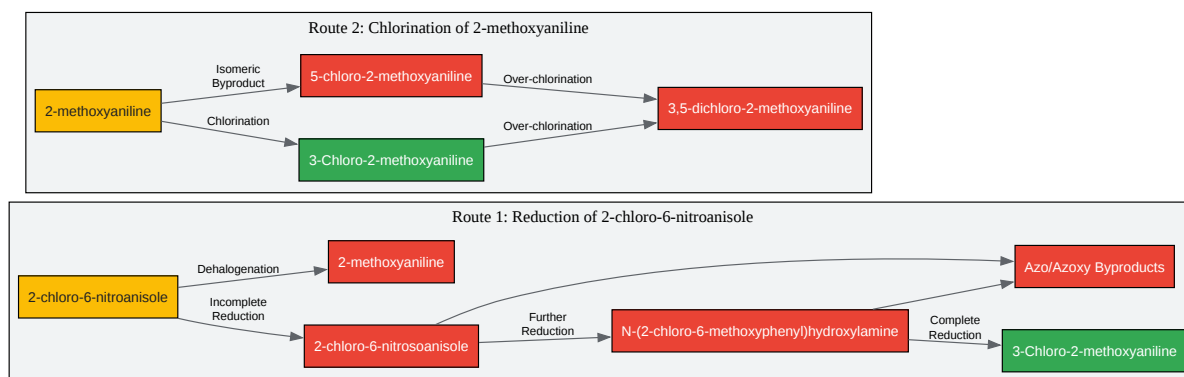 Route 2: Chlorination of 2-methoxyaniline
Isomeric
Byproduct
5-chloro-2-methoxyaniline
Over-chlorination
2-methoxyaniline
3,5-dichloro-2-methoxyaniline
Chlorination
Over-chlorination
3-Chloro-2-methoxyaniline
Route 1: Reduction of 2-chloro-6-nitroanisole
Dehalogenation
2-methoxyaniline
Azo/Azoxy Byproducts
2-chloro-6-nitroanisole
Incomplete
Reduction
2-chloro-6-nitrosoanisole
Further
Reduction
N-(2-chloro-6-methoxyphenyl)hydroxylamine
Complete
Reduction
3-Chloro-2-methoxyaniline